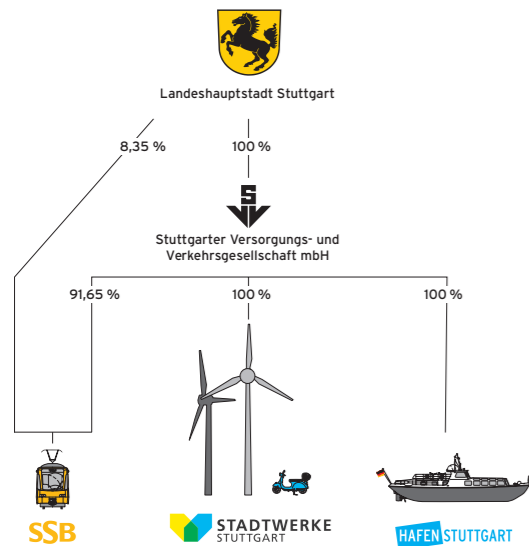 Landeshauptstadt Stuttgart
8,35 %
100 %
S
VV
Stuttgarter Versorgungs- und
Verkehrsgesellschaft mbH
91,65 %
100 %
100 %
SSB
STADTWERKE
STUTTGART
HAFEN STUTTGART